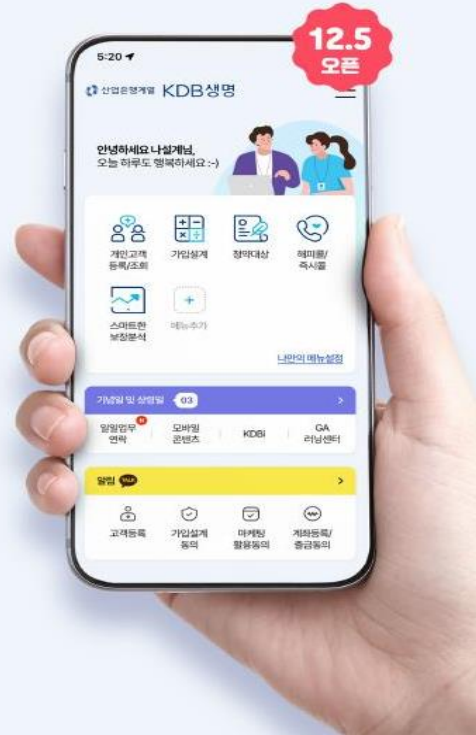 12.5
오픈
5:20
산업은행계열 KDB생명
안녕하세요 나설계님,
오늘 하루도 행복하세요 :-)
개인고객
등록/조회
가입설계
청약대상
해피콜/
즉시콜
스마트한
보장분석
메뉴추가
나만의 메뉴설정
기념일 및 상령일 03
일일업무
연락
N
모바일
콘텐츠
KDBi
GA
러닝센터
알림 TALK
고객등록
가입설계
동의
마케팅
활용동의
계좌등록/
출금동의